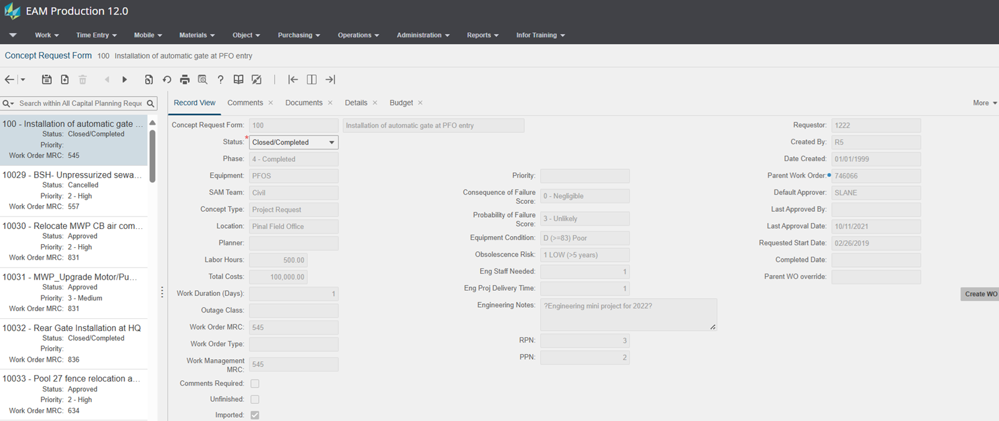 EAM Production 12.0
Work Time Entry Mobile Materials Object Purchasing Operations Administration Reports Infor Training
Concept Request Form 100 Installation of automatic gate at PFO entry
Search within All Capital Planning Reque
Record View Comments × Documents × Details × Budget × More
100 - Installation of automatic gate ...
Status: Closed/Completed
Priority:
Work Order MRC: 545
10029 - BSH- Unpressurized sewa...
Status: Cancelled
Priority: 2 - High
Work Order MRC: 557
10030 - Relocate MWP CB air com...
Status: Approved
Priority: 2 - High
Work Order MRC: 831
10031 - MWP_Upgrade Motor/Pu...
Status: Approved
Priority: 3 - Medium
Work Order MRC: 831
10032 - Rear Gate Installation at HQ
Status: Closed/Completed
Priority:
Work Order MRC: 836
10033 - Pool 27 fence relocation a...
Status: Approved
Priority: 2 - High
Work Order MRC: 634
Concept Request Form: 100 Installation of automatic gate at PFO entry
Status: * Closed/Completed
Phase: 4 - Completed
Equipment: PFOS
SAM Team: Civil
Concept Type: Project Request
Location: Pinal Field Office
Planner:
Labor Hours: 500.00
Total Costs: 100,000.00
Work Duration (Days): 1
Outage Class:
Work Order MRC: 545
Work Order Type:
Work Management
MRC: 545
Comments Required:
Unfinished:
Imported:
Priority:
Consequence of Failure
Score: 0 - Negligible
Probability of Failure
Score: 3 - Unlikely
Equipment Condition: D (>=83) Poor
Obsolescence Risk: 1 LOW (>5 years)
Eng Staff Needed: 1
Eng Proj Delivery Time: 1
Engineering Notes: ?Engineering mini project for 2022?
RPN: 3
PPN: 2
Requestor: 1222
Created By: R5
Date Created: 01/01/1999
Parent Work Order: 746066
Default Approver: SLANE
Last Approved By:
Last Approval Date: 10/11/2021
Requested Start Date: 02/26/2019
Completed Date:
Parent WO override:
Create WO